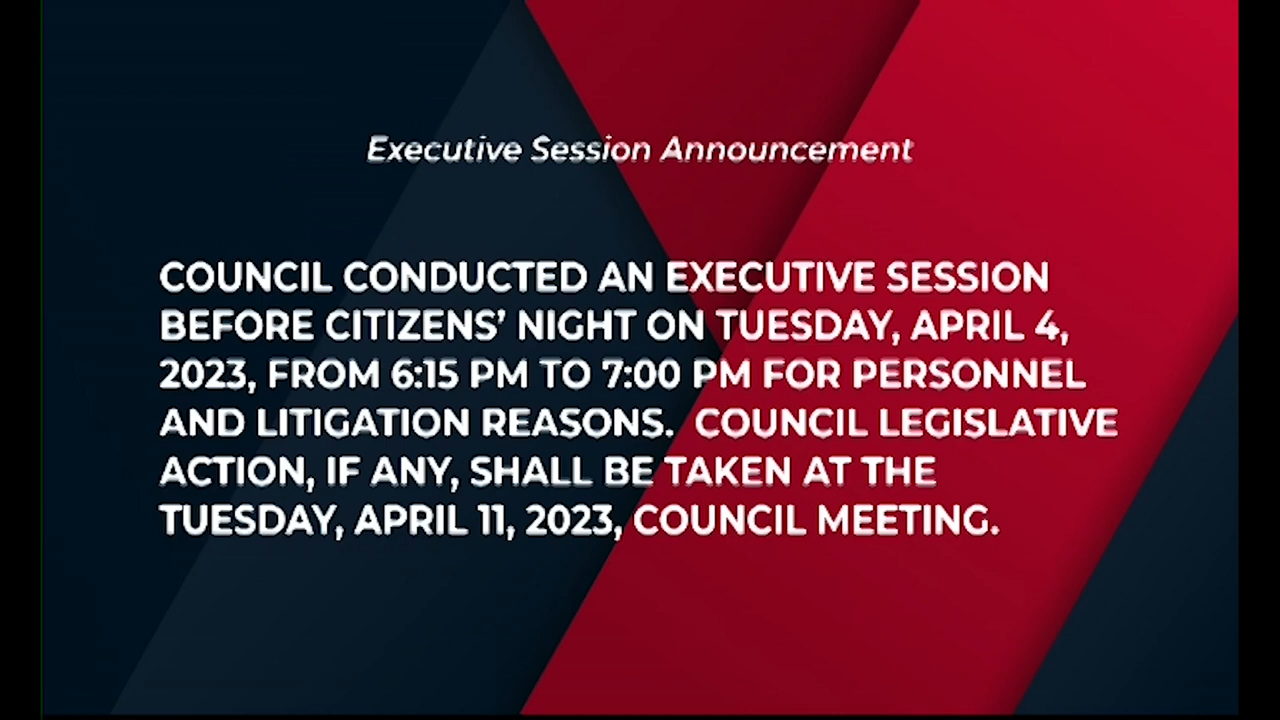 Executive Session Announcement
COUNCIL CONDUCTED AN EXECUTIVE SESSION
BEFORE CITIZENS’ NIGHT ON TUESDAY, APRIL 4,
2023, FROM 6:15 PM TO 7:00 PM FOR PERSONNEL
AND LITIGATION REASONS.  COUNCIL LEGISLATIVE
ACTION, IF ANY, SHALL BE TAKEN AT THE
TUESDAY, APRIL 11, 2023, COUNCIL MEETING.